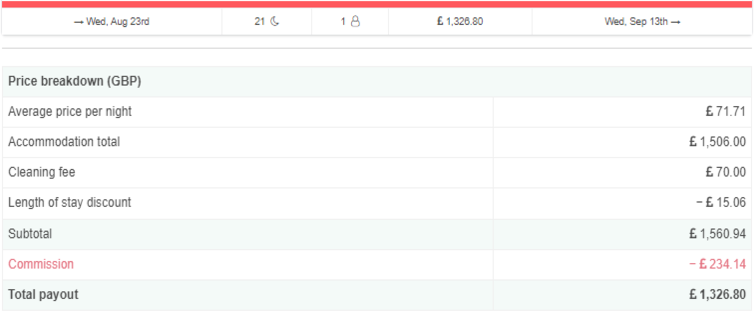 → Wed, Aug 23rd 21 1 £ 1,326.80 Wed, Sep 13th →
Price breakdown (GBP)
Average price per night £ 71.71
Accommodation total £ 1,506.00
Cleaning fee £ 70.00
Length of stay discount − £ 15.06
Subtotal £ 1,560.94
Commission − £ 234.14
Total payout £ 1,326.80